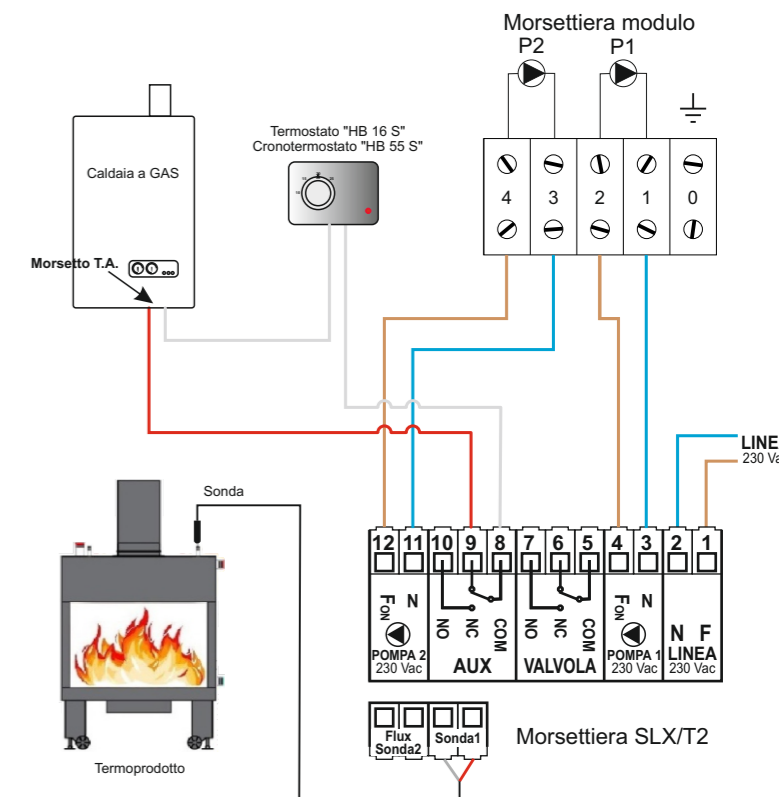 Morsettiera modulo
P2 P1
Termostato "HB 16 S"
Cronotermostato "HB 55 S"
Caldaia a GAS
Morsetto T.A.
4 3 2 1 0
LINE
230 Va
Sonda
12 11 10 9 8 7 6 5 4 3 2 1
FON N NO NC COM NO NC COM FON N N F
POMPA 2
230 Vac
AUX
VALVOLA
POMPA 1
230 Vac
LINEA
230 Vac
Flux
Sonda2
Sonda1
Morsettiera SLX/T2
Termoprodotto